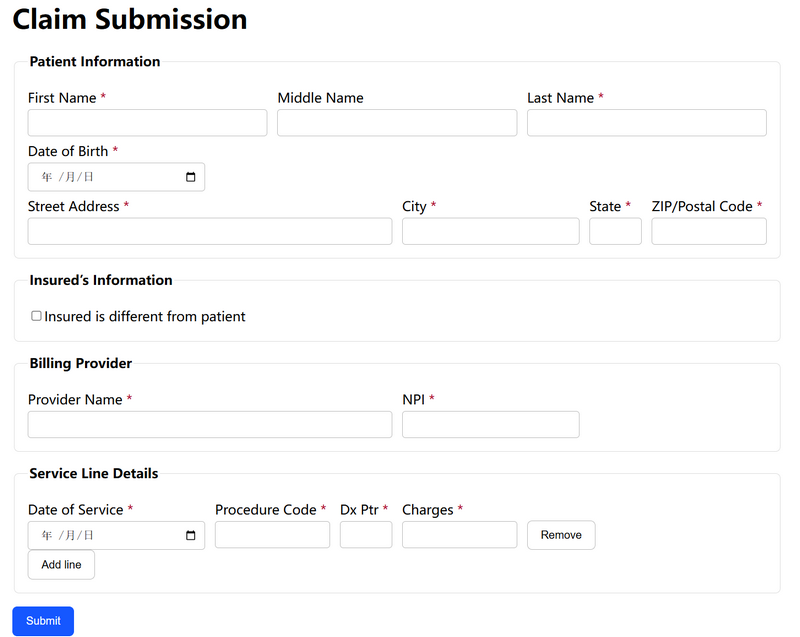 Claim Submission
Patient Information
First Name * Middle Name Last Name *
Date of Birth *
年 /月/日
Street Address * City * State * ZIP/Postal Code *
Insured’s Information
Insured is different from patient
Billing Provider
Provider Name * NPI *
Service Line Details
Date of Service * Procedure Code * Dx Ptr * Charges *
年 /月/日 Remove
Add line
Submit